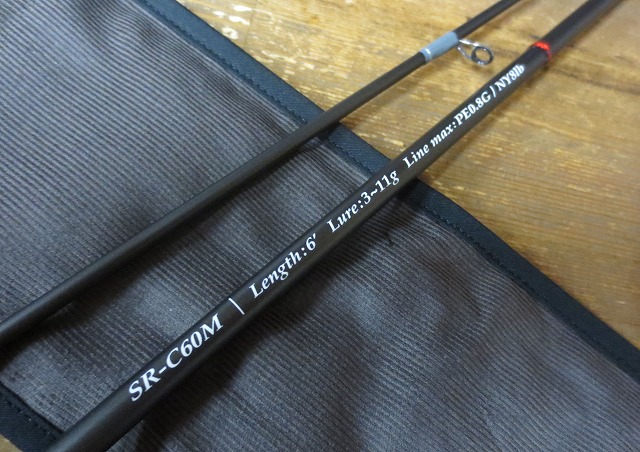 SR-C60M | Length:6' Lure:3~11g Line max:PE0.8G / NY8lb